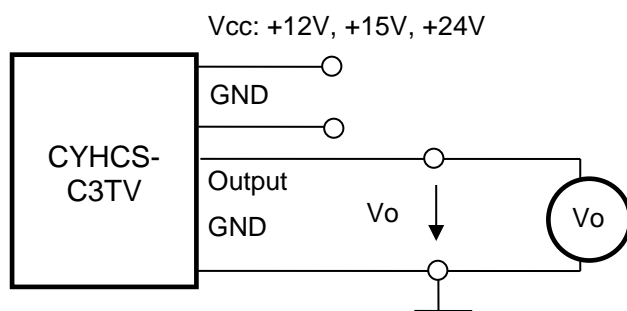 Vcc: +12V, +15V, +24V
GND
CYHCS-
C3TV
Output
GND
Vo
Vo